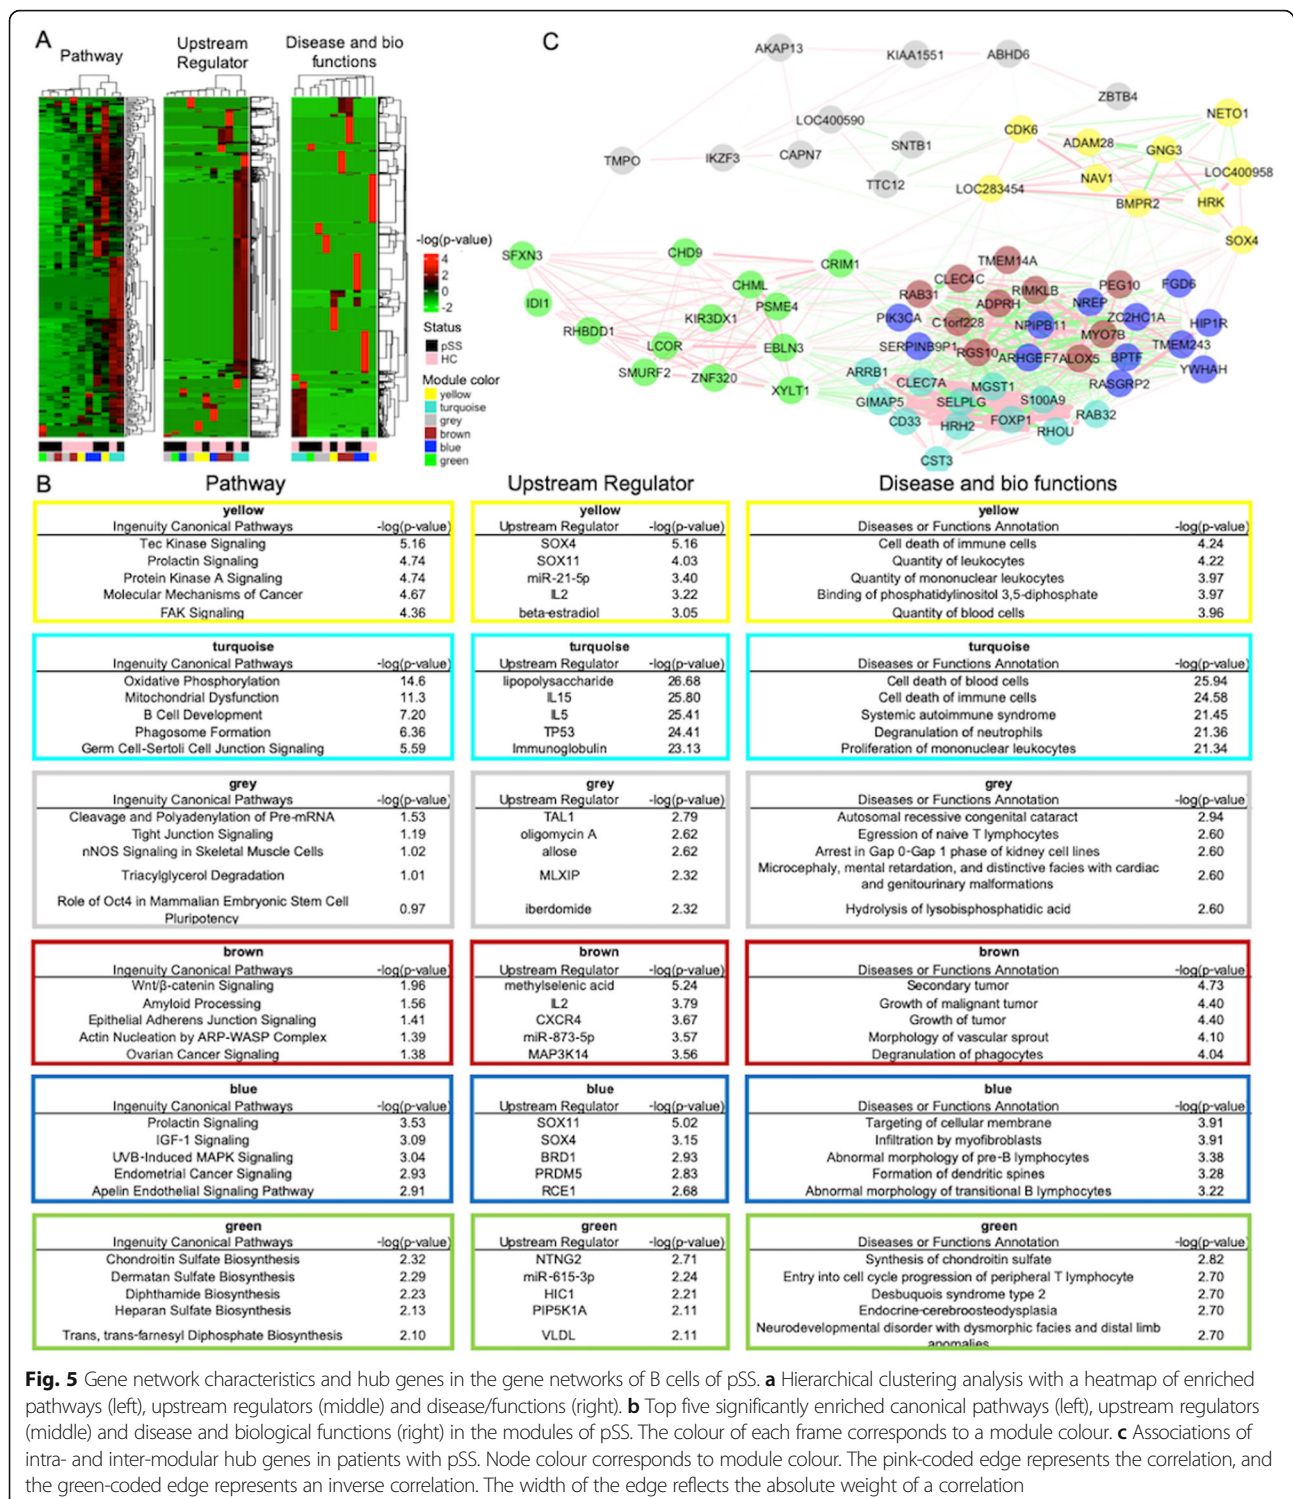 A
Pathway
Upstream
Regulator
Disease and bio
functions
-log(p-value)
4
2
0
-2
Status
pSS
HC
Module color
yellow
turquoise
grey
brown
blue
green
C
AKAP13
KIAA1551
ABHD6
ZBTB4
LOC400590
SNTB1
TMPO
IKZF3
CAPN7
TTC12
CDK6
NETO1
ADAM28
GNG3
NAV1
LOC400958
LOC283454
BMPR2
HRK
SOX4
SFXN3
CHD9
CRIM1
CHML
IDI1
PSME4
KIR3DX1
RHBDD1
LCOR
EBLN3
SMURF2
ZNF320
XYLT1
TMEM14A
CLEC4C
RAB31
RIMKLB
PEG10
FGD6
ADPRH
NREP
PIK3CA
C1orf228
NPIPB11
ZC2HC1A
HIP1R
MYO7B
SERPINB9P1
RGS10
ARHGEF7
ALOX5
BPTF
TMEM243
YWHAH
ARRB1
CLEC7A
MGST1
RASGRP2
GIMAP5
SELPLG
S100A9
CD33
HRH2
FOXP1
RHOU
RAB32
CST3
B
Pathway
Upstream Regulator
Disease and bio functions
yellow
Ingenuity Canonical Pathways -log(p-value)
Tec Kinase Signaling 5.16
Prolactin Signaling 4.74
Protein Kinase A Signaling 4.74
Molecular Mechanisms of Cancer 4.67
FAK Signaling 4.36
yellow
Upstream Regulator -log(p-value)
SOX4 5.16
SOX11 4.03
miR-21-5p 3.40
IL2 3.22
beta-estradiol 3.05
yellow
Diseases or Functions Annotation -log(p-value)
Cell death of immune cells 4.24
Quantity of leukocytes 4.22
Quantity of mononuclear leukocytes 3.97
Binding of phosphatidylinositol 3,5-diphosphate 3.97
Quantity of blood cells 3.96
turquoise
Ingenuity Canonical Pathways -log(p-value)
Oxidative Phosphorylation 14.6
Mitochondrial Dysfunction 11.3
B Cell Development 7.20
Phagosome Formation 6.36
Germ Cell-Sertoli Cell Junction Signaling 5.59
turquoise
Upstream Regulator -log(p-value)
lipopolysaccharide 26.68
IL15 25.80
IL5 25.41
TP53 24.41
Immunoglobulin 23.13
turquoise
Diseases or Functions Annotation -log(p-value)
Cell death of blood cells 25.94
Cell death of immune cells 24.58
Systemic autoimmune syndrome 21.45
Degranulation of neutrophils 21.36
Proliferation of mononuclear leukocytes 21.34
grey
Ingenuity Canonical Pathways -log(p-value)
Cleavage and Polyadenylation of Pre-mRNA 1.53
Tight Junction Signaling 1.19
nNOS Signaling in Skeletal Muscle Cells 1.02
Triacylglycerol Degradation 1.01
Role of Oct4 in Mammalian Embryonic Stem Cell
Pluripotency 0.97
grey
Upstream Regulator -log(p-value)
TAL1 2.79
oligomycin A 2.62
allose 2.62
MLXIP 2.32
iberdomide 2.32
grey
Diseases or Functions Annotation -log(p-value)
Autosomal recessive congenital cataract 2.94
Egression of naive T lymphocytes 2.60
Arrest in Gap 0-Gap 1 phase of kidney cell lines 2.60
Microcephaly, mental retardation, and distinctive facies with cardiac
and genitourinary malformations 2.60
Hydrolysis of lysobisphosphatidic acid 2.60
brown
Ingenuity Canonical Pathways -log(p-value)
Wnt/β-catenin Signaling 1.96
Amyloid Processing 1.56
Epithelial Adherens Junction Signaling 1.41
Actin Nucleation by ARP-WASP Complex 1.39
Ovarian Cancer Signaling 1.38
brown
Upstream Regulator -log(p-value)
methylselenic acid 5.24
IL2 3.79
CXCR4 3.67
miR-873-5p 3.57
MAP3K14 3.56
brown
Diseases or Functions Annotation -log(p-value)
Secondary tumor 4.73
Growth of malignant tumor 4.40
Growth of tumor 4.40
Morphology of vascular sprout 4.10
Degranulation of phagocytes 4.04
blue
Ingenuity Canonical Pathways -log(p-value)
Prolactin Signaling 3.53
IGF-1 Signaling 3.09
UVB-Induced MAPK Signaling 3.04
Endometrial Cancer Signaling 2.93
Apelin Endothelial Signaling Pathway 2.91
blue
Upstream Regulator -log(p-value)
SOX11 5.02
SOX4 3.15
BRD1 2.93
PRDM5 2.83
RCE1 2.68
blue
Diseases or Functions Annotation -log(p-value)
Targeting of cellular membrane 3.91
Infiltration by myofibroblasts 3.91
Abnormal morphology of pre-B lymphocytes 3.38
Formation of dendritic spines 3.28
Abnormal morphology of transitional B lymphocytes 3.22
green
Ingenuity Canonical Pathways -log(p-value)
Chondroitin Sulfate Biosynthesis 2.32
Dermatan Sulfate Biosynthesis 2.29
Diphthamide Biosynthesis 2.23
Heparan Sulfate Biosynthesis 2.13
Trans, trans-farnesyl Diphosphate Biosynthesis 2.10
green
Upstream Regulator -log(p-value)
NTNG2 2.71
miR-615-3p 2.24
HIC1 2.21
PIP5K1A 2.11
VLDL 2.11
green
Diseases or Functions Annotation -log(p-value)
Synthesis of chondroitin sulfate 2.82
Entry into cell cycle progression of peripheral T lymphocyte 2.70
Desbuquois syndrome type 2 2.70
Endocrine-cerebroosteodysplasia 2.70
Neurodevelopmental disorder with dysmorphic facies and distal limb
anomalies 2.70
Fig. 5 Gene network characteristics and hub genes in the gene networks of B cells of pSS. a Hierarchical clustering analysis with a heatmap of enriched
pathways (left), upstream regulators (middle) and disease/functions (right). b Top five significantly enriched canonical pathways (left), upstream regulators
(middle) and disease and biological functions (right) in the modules of pSS. The colour of each frame corresponds to a module colour. c Associations of
intra- and inter-modular hub genes in patients with pSS. Node colour corresponds to module colour. The pink-coded edge represents the correlation, and
the green-coded edge represents an inverse correlation. The width of the edge reflects the absolute weight of a correlation